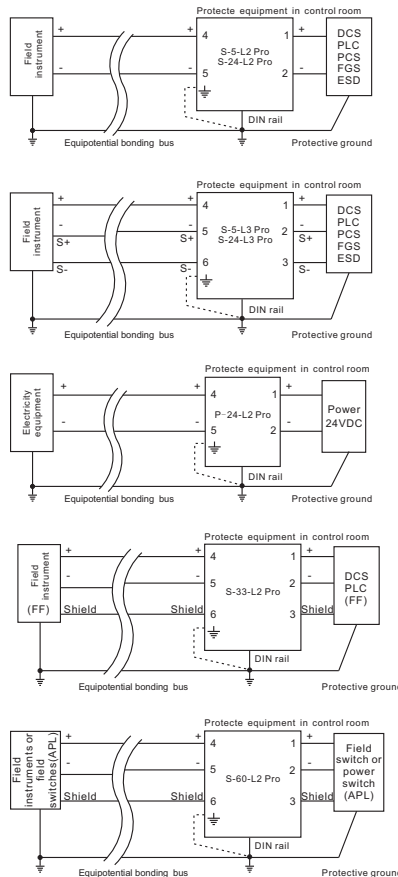 Protecte equipment in control room
Field
instrument
+
-
+
-
4
5
S-5-L2 Pro
S-24-L2 Pro
1
2
+
-
DCS
PLC
PCS
FGS
ESD
DIN rail
Equipotential bonding bus
Protective ground
Protecte equipment in control room
Field
instrument
+
-
S+
S-
+
-
S+
S-
4
5
6
S-5-L3 Pro
S-24-L3 Pro
1
2
3
+
-
S+
S-
DCS
PLC
PCS
FGS
ESD
DIN rail
Equipotential bonding bus
Protective ground
Protecte equipment in control room
Electricity
equipment
+
-
+
-
4
5
P-24-L2 Pro
1
2
+
-
Power
24VDC
DIN rail
Equipotential bonding bus
Protective ground
Protecte equipment in control room
Field
instrument
(FF)
+
-
Shield
+
-
Shield
4
5
6
S-33-L2 Pro
1
2
3
+
-
Shield
DCS
PLC
(FF)
DIN rail
Equipotential bonding bus
Protective ground
Protecte equipment in control room
Field
instruments or
field
switches(APL)
+
-
Shield
+
-
Shield
4
5
6
S-60-L2 Pro
1
2
3
+
-
Shield
Field
switch or
power
switch
(APL)
DIN rail
Equipotential bonding bus
Protective ground